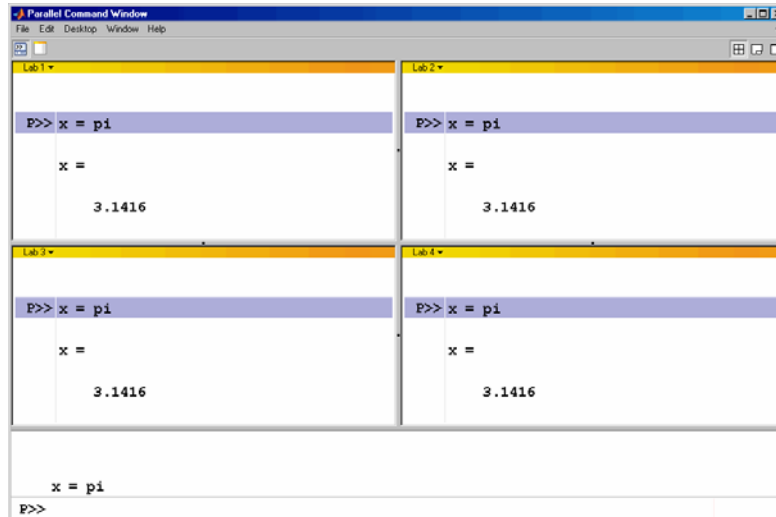 Parallel Command Window
File Edit Desktop Window Help
Lab 1
P>> x = pi
x =
3.1416
Lab 2
P>> x = pi
x =
3.1416
Lab 3
P>> x = pi
x =
3.1416
Lab 4
P>> x = pi
x =
3.1416
x = pi
P>>